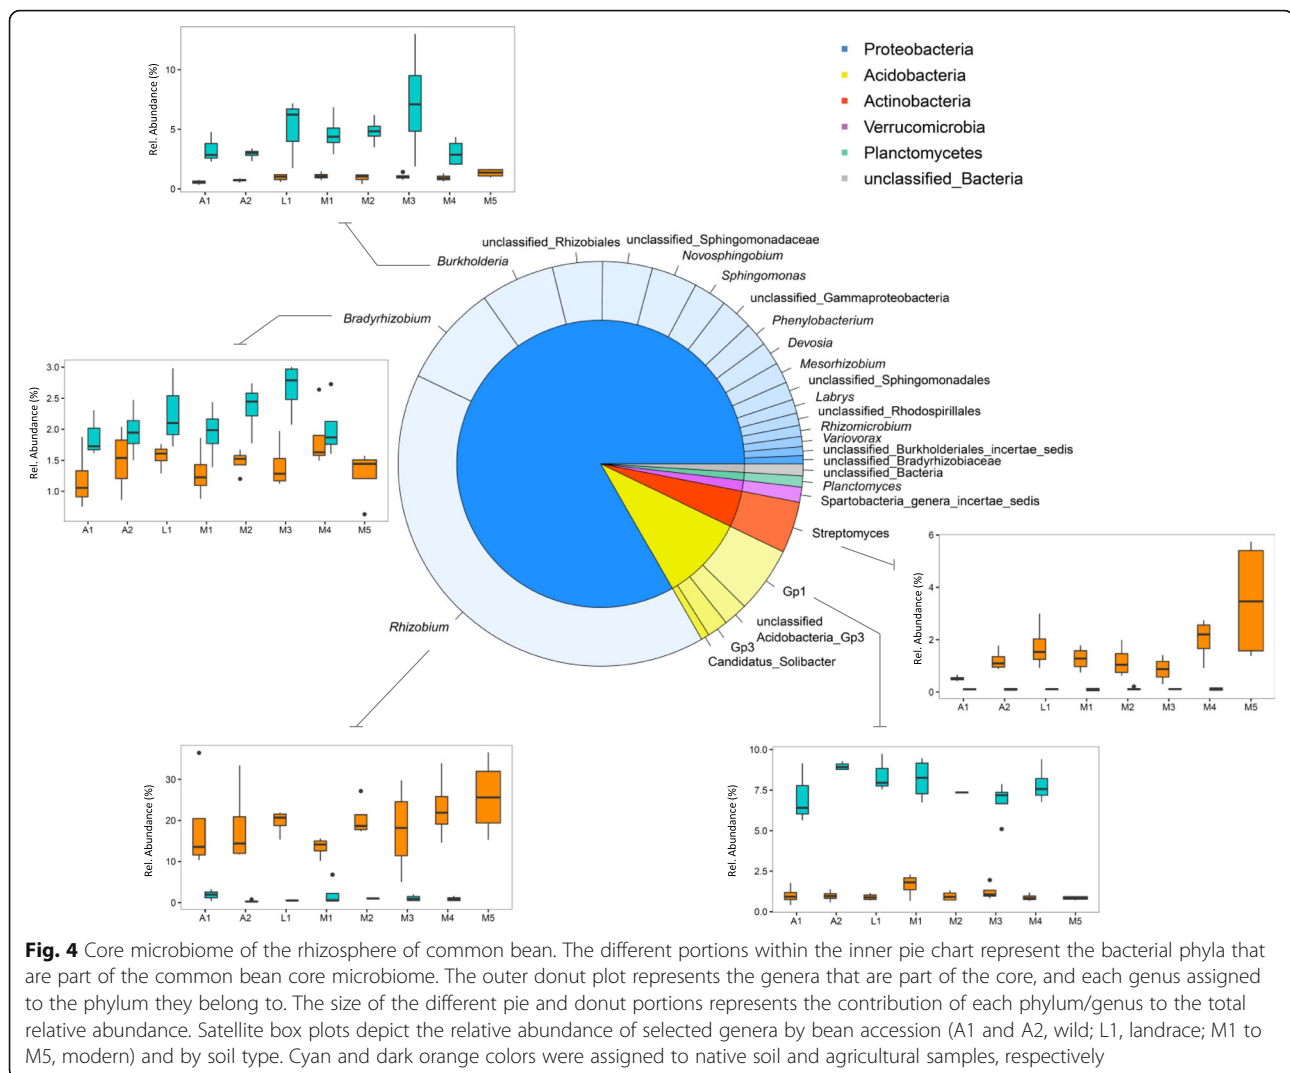 Rel. Abundance (%)
10
5
0
A1 A2 L1 M1 M2 M3 M4 M5
Proteobacteria
Acidobacteria
Actinobacteria
Verrucomicrobia
Planctomycetes
unclassified_Bacteria
unclassified_Rhizobiales
unclassified_Sphingomonadaceae
Burkholderia
Novosphingobium
Sphingomonas
unclassified_Gammaproteobacteria
Bradyrhizobium
Phenylobacterium
Devosia
Mesorhizobium
unclassified_Sphingomonadales
Labrys
unclassified_Rhodospirillales
Rhizomicrobium
Variovorax
unclassified_Burkholderiales_incertae_sedis
unclassified_Bradyrhizobiaceae
unclassified_Bacteria
Planctomyces
Spartobacteria_genera_incertae_sedis
Streptomyces
Gp1
unclassified
Acidobacteria_Gp3
Gp3
Candidatus_Solibacter
Rhizobium
Rel. Abundance (%)
3.0
2.5
2.0
1.5
1.0
A1 A2 L1 M1 M2 M3 M4 M5
Rel. Abundance (%)
6
4
2
0
A1 A2 L1 M1 M2 M3 M4 M5
Rel. Abundance (%)
30
20
10
0
A1 A2 L1 M1 M2 M3 M4 M5
Rel. Abundance (%)
10.0
7.5
5.0
2.5
0.0
A1 A2 L1 M1 M2 M3 M4 M5
Fig. 4 Core microbiome of the rhizosphere of common bean. The different portions within the inner pie chart represent the bacterial phyla that
are part of the common bean core microbiome. The outer donut plot represents the genera that are part of the core, and each genus assigned
to the phylum they belong to. The size of the different pie and donut portions represents the contribution of each phylum/genus to the total
relative abundance. Satellite box plots depict the relative abundance of selected genera by bean accession (A1 and A2, wild; L1, landrace; M1 to
M5, modern) and by soil type. Cyan and dark orange colors were assigned to native soil and agricultural samples, respectively